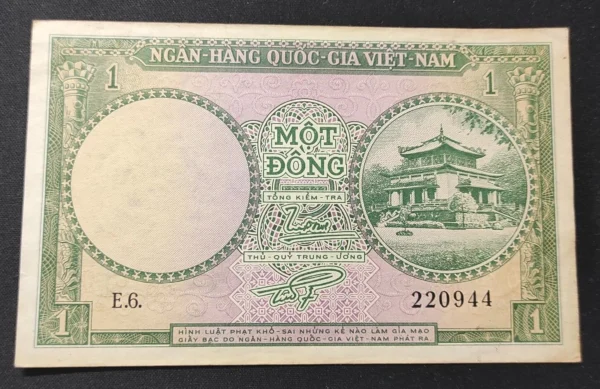 NGÂN-HÀNG QUỐC-GIA VIỆT-NAM
1 1
MỘT
ĐỒNG
TỔNG KIỂM-TRA
THỦ-QUỸ TRUNG-ƯƠNG
E.6. 220944
1 1
HÌNH LUẬT PHẠT KHỔ-SAI NHỮNG KẺ NÀO LÀM GIẢ MẠO
GIẤY BẠC DO NGÂN-HÀNG QUỐC-GIA VIỆT-NAM PHÁT RA.